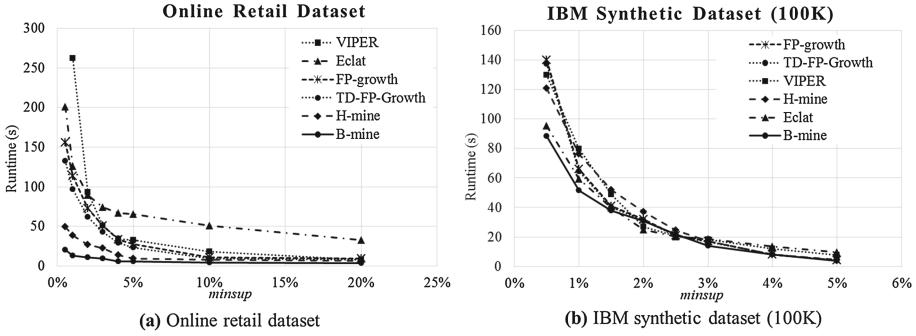 Online Retail Dataset
300
250
200
150
100
50
0
Runtime (s)
VIPER
Eclat
FP-growth
TD-FP-Growth
H-mine
B-mine
0% 5% 10% 15% 20% 25%
minsup
(a) Online retail dataset
IBM Synthetic Dataset (100K)
160
140
120
100
80
60
40
20
0
Runtime (s)
FP-growth
TD-FP-Growth
VIPER
H-mine
Eclat
B-mine
0% 1% 2% 3% 4% 5% 6%
minsup
(b) IBM synthetic dataset (100K)